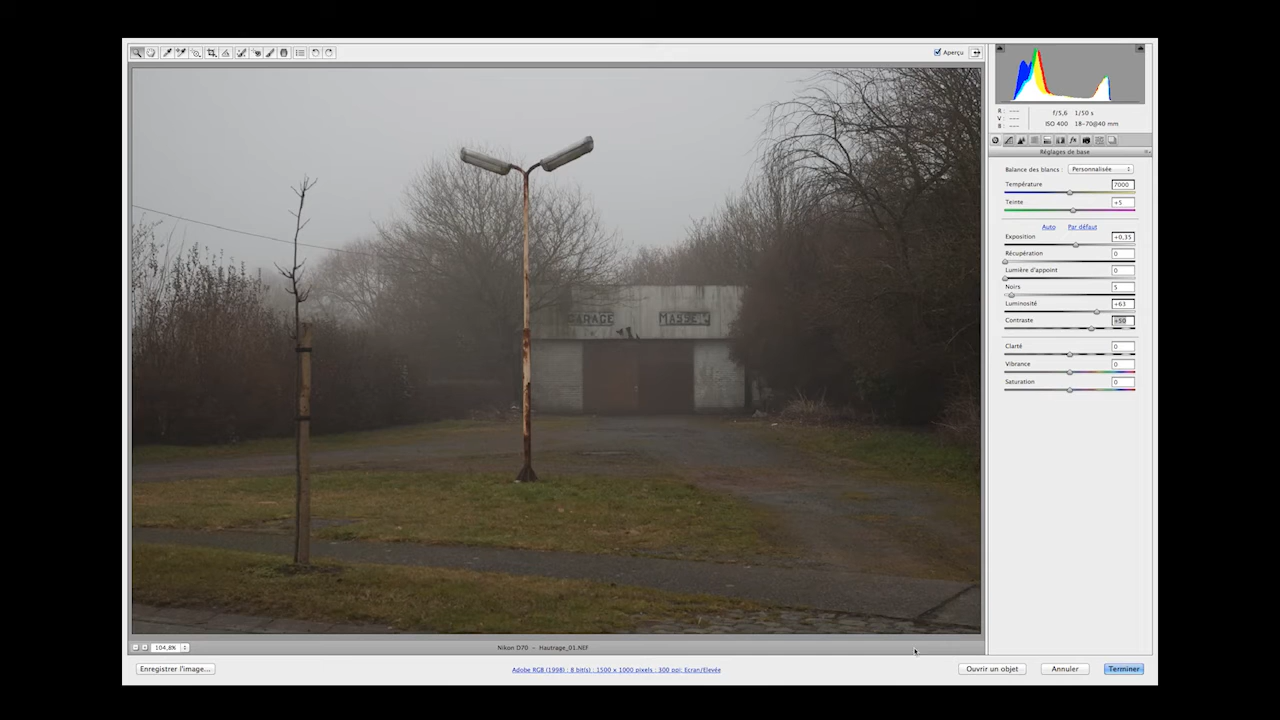 Aperçu
R : ---
V : ---
B : ---
f/5,6 1/50 s
ISO 400 18-70@40 mm
Réglages de base
Balance des blancs : Personnalisée
Température 7000
Teinte +5
Auto Par défaut
Exposition +0,35
Récupération 0
Lumière d'appoint 0
Noirs 5
Luminosité +63
Contraste +50
Clarté 0
Vibrance 0
Saturation 0
GARAGE
104,8%
Nikon D70 – Hautrage_01.NEF
Enregistrer l'image...
Adobe RGB (1998) ; 8 bit(s) ; 1500 x 1000 pixels ; 300 ppi; Ecran/Elevée
Ouvrir un objet
Annuler
Terminer